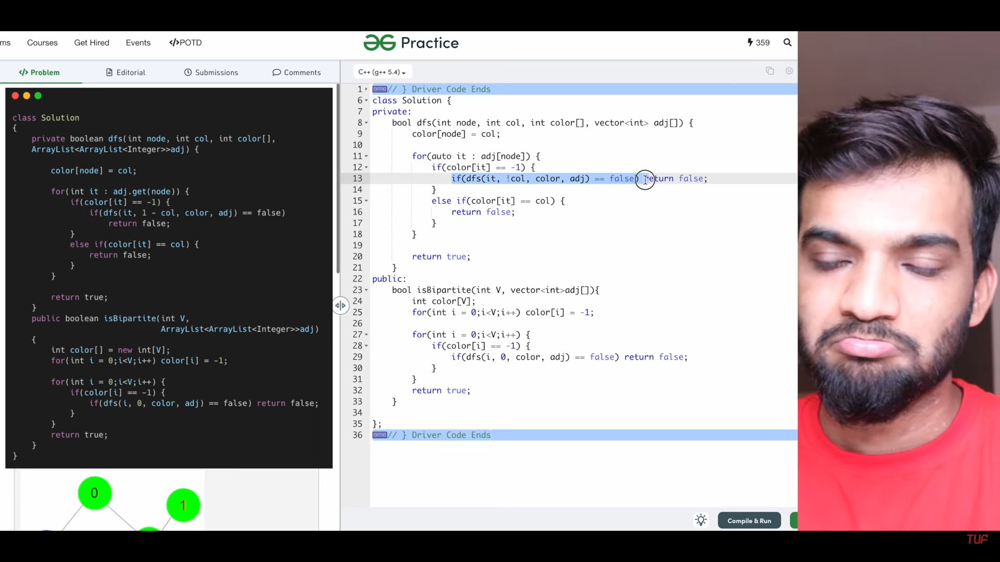 ms Courses Get Hired Events </>POTD
Practice
359
</> Problem Editorial Submissions Comments
class Solution
{
private boolean dfs(int node, int col, int color[],
ArrayList<ArrayList<Integer>>adj) {
color[node] = col;
for(int it : adj.get(node)) {
if(color[it] == -1) {
if(dfs(it, 1 - col, color, adj) == false)
return false;
}
else if(color[it] == col) {
return false;
}
}
return true;
}
public boolean isBipartite(int V,
ArrayList<ArrayList<Integer>>adj)
{
int color[] = new int[V];
for(int i = 0;i<V;i++) color[i] = -1;
for(int i = 0;i<V;i++) {
if(color[i] == -1) {
if(dfs(i, 0, color, adj) == false) return false;
}
}
return true;
}
}
0
1
C++ (g++ 5.4)
1 // } Driver Code Ends
6 class Solution {
7 private:
8 bool dfs(int node, int col, int color[], vector<int> adj[]) {
9 color[node] = col;
10
11 for(auto it : adj[node]) {
12 if(color[it] == -1) {
13 if(dfs(it, !col, color, adj) == false) return false;
14 }
15 else if(color[it] == col) {
16 return false;
17 }
18 }
19
20 return true;
21 }
22 public:
23 bool isBipartite(int V, vector<int>adj[]){
24 int color[V];
25 for(int i = 0;i<V;i++) color[i] = -1;
26
27 for(int i = 0;i<V;i++) {
28 if(color[i] == -1) {
29 if(dfs(i, 0, color, adj) == false) return false;
30 }
31 }
32 return true;
33 }
34
35 };
36 // } Driver Code Ends
Compile & Run
TUF